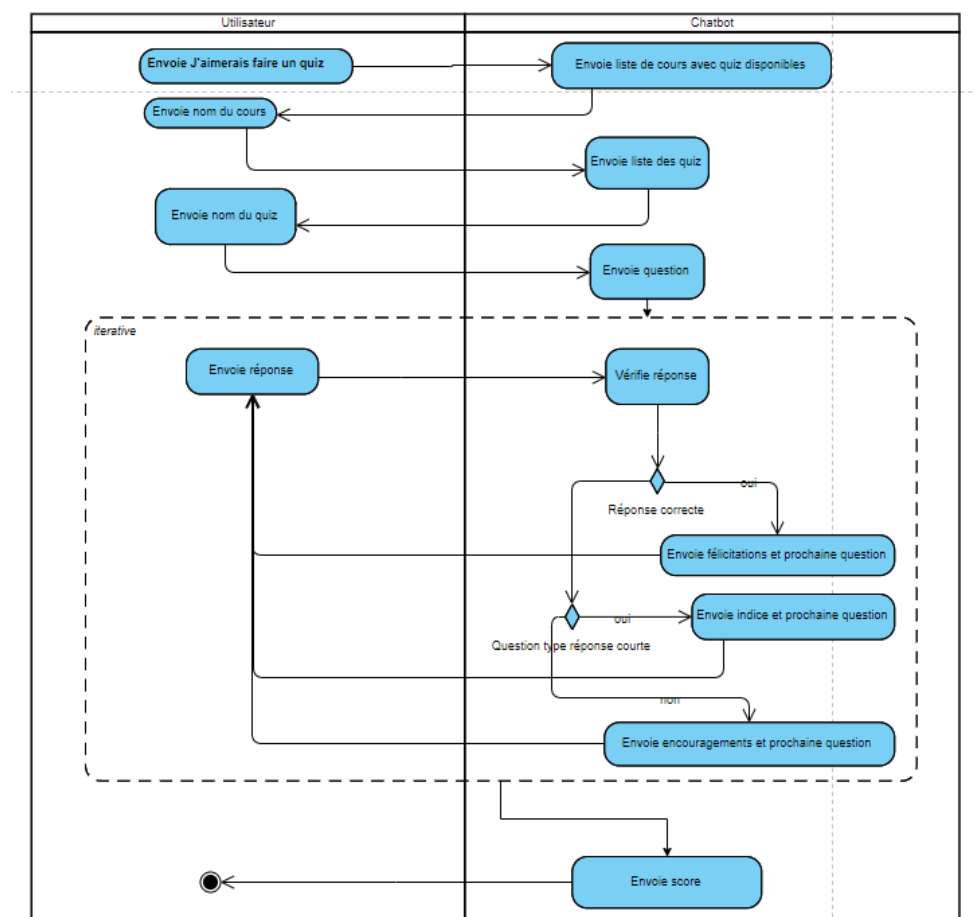 Utilisateur
Chatbot
Envoie J'aimerais faire un quiz
Envoie liste de cours avec quiz disponibles
Envoie nom du cours
Envoie liste des quiz
Envoie nom du quiz
Envoie question
iterative
Envoie réponse
Vérifie réponse
oui
Réponse correcte
Envoie félicitations et prochaine question
Envoie indice et prochaine question
oui
Question type réponse courte
non
Envoie encouragements et prochaine question
Envoie score